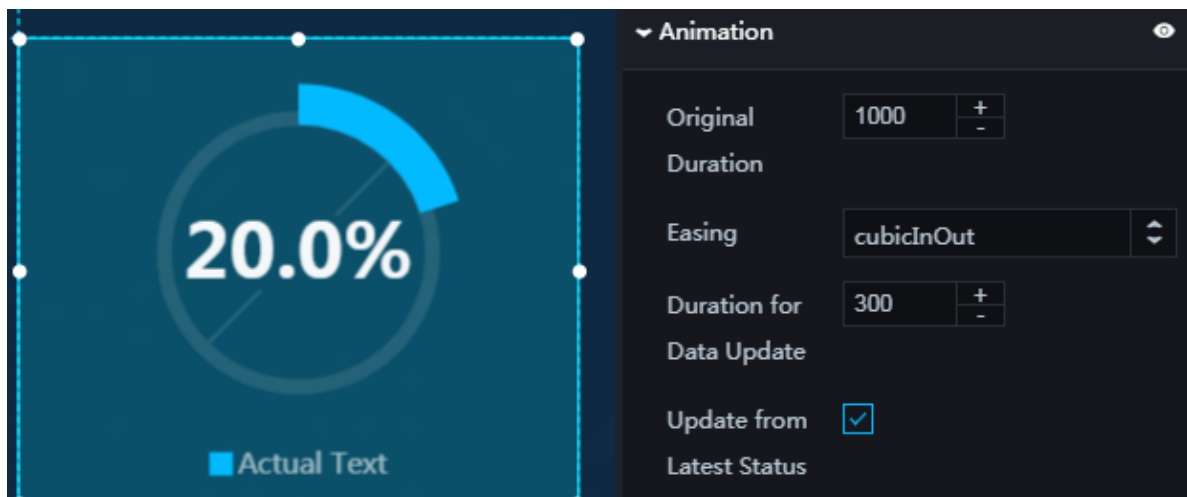 20.0%
Actual Text
Animation
Original
Duration
1000
+
-
Easing
cubicInOut
Duration for
Data Update
300
+
-
Update from
Latest Status